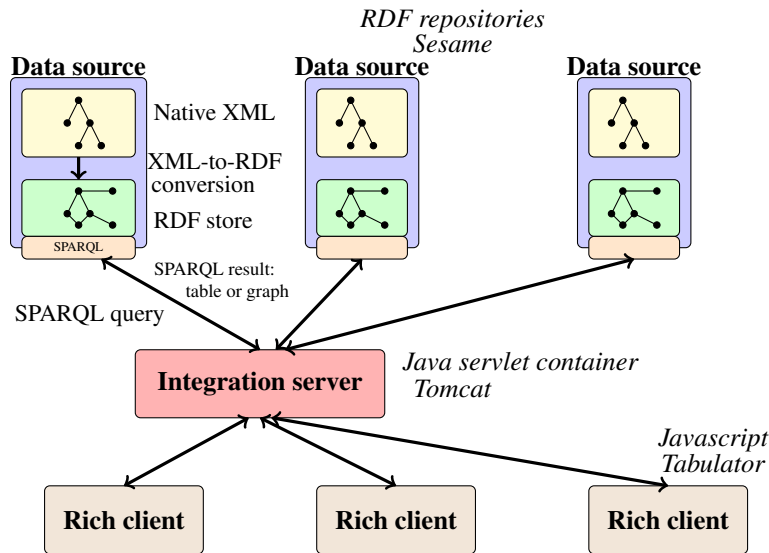 RDF repositories
Sesame
Data source
Data source
Data source
Native XML
XML-to-RDF
conversion
RDF store
SPARQL
SPARQL result:
table or graph
SPARQL query
Integration server
Java servlet container
Tomcat
Javascript
Tabulator
Rich client
Rich client
Rich client